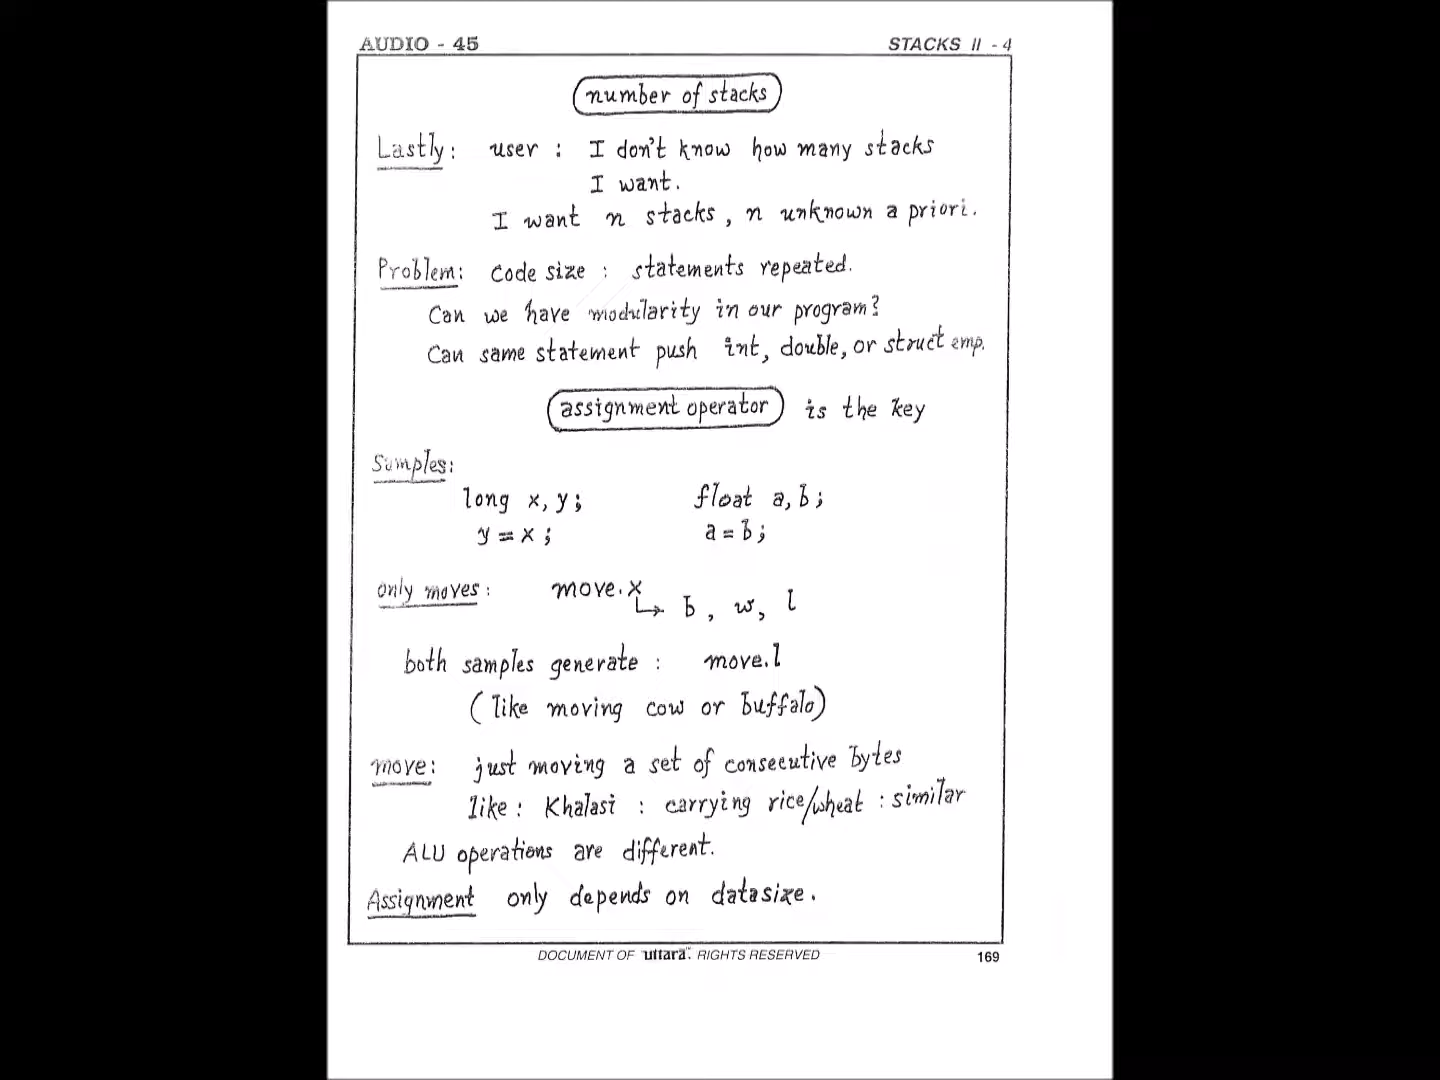 AUDIO - 45
STACKS II - 4
number of stacks
Lastly: user : I don't know how many stacks
I want.
I want n stacks, n unknown a priori.
Problem: code size : statements repeated.
Can we have modularity in our program?
Can same statement push int, double, or struct emp.
assignment operator is the key
Samples:
long x, y; float a, b;
y = x ; a = b ;
only moves: move.x
b , w, l
both samples generate : move.l
(like moving cow or buffalo)
move: just moving a set of consecutive bytes
like: Khalasi : carrying rice/wheat : similar
ALU operations are different.
Assignment only depends on datasize.
DOCUMENT OF "uttara". RIGHTS RESERVED
169